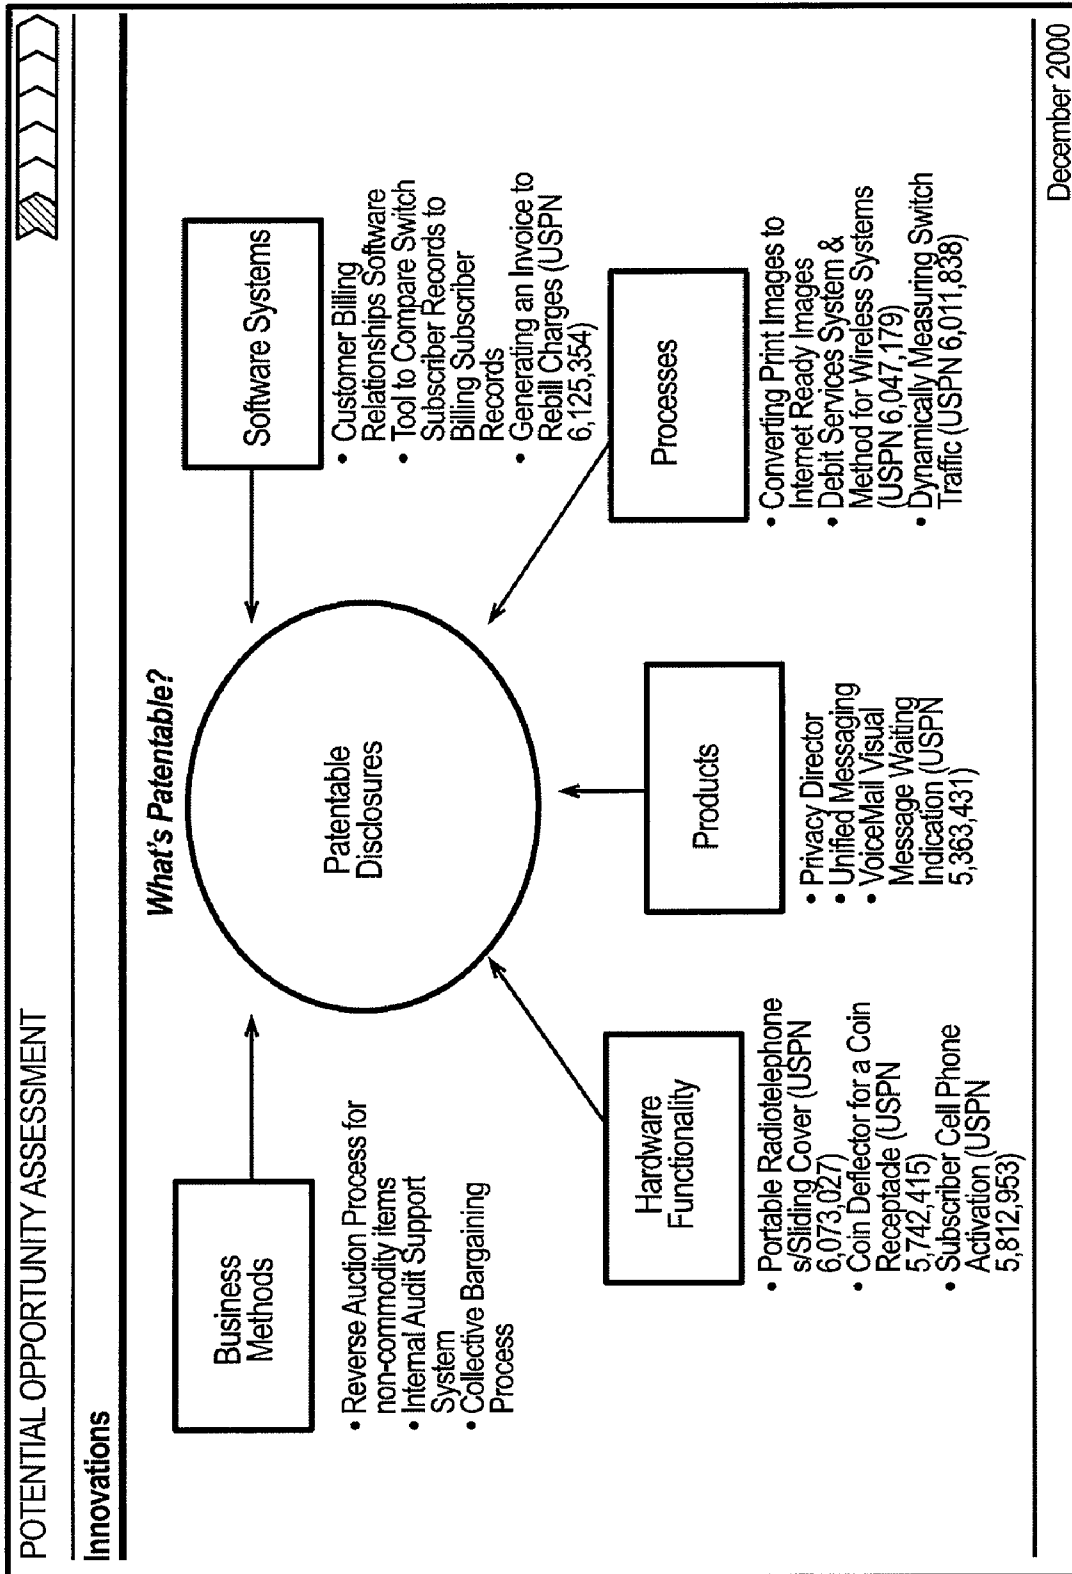 POTENTIAL OPPORTUNITY ASSESSMENT
Innovations
What's Patentable?
Business
Methods
• Reverse Auction Process for
non-commodity items
• Internal Audit Support
System
• Collective Bargaining
Process
Patentable
Disclosures
Software Systems
• Customer Billing
Relationships Software
• Tool to Compare Switch
Subscriber Records to
Billing Subscriber
Records
• Generating an Invoice to
Rebill Charges (USPN
6,125,354)
Hardware
Functionality
• Portable Radiotelephone
s/Sliding Cover (USPN
6,073,027)
• Coin Deflector for a Coin
Receptacle (USPN
5,742,415)
• Subscriber Cell Phone
Activation (USPN
5,812,953)
Products
• Privacy Director
• Unified Messaging
• VoiceMail Visual
Message Waiting
Indication (USPN
5,363,431)
Processes
• Converting Print Images to
Internet Ready Images
• Debit Services System &
Method for Wireless Systems
(USPN 6,047,179)
• Dynamically Measuring Switch
Traffic (USPN 6,011,838)
December 2000